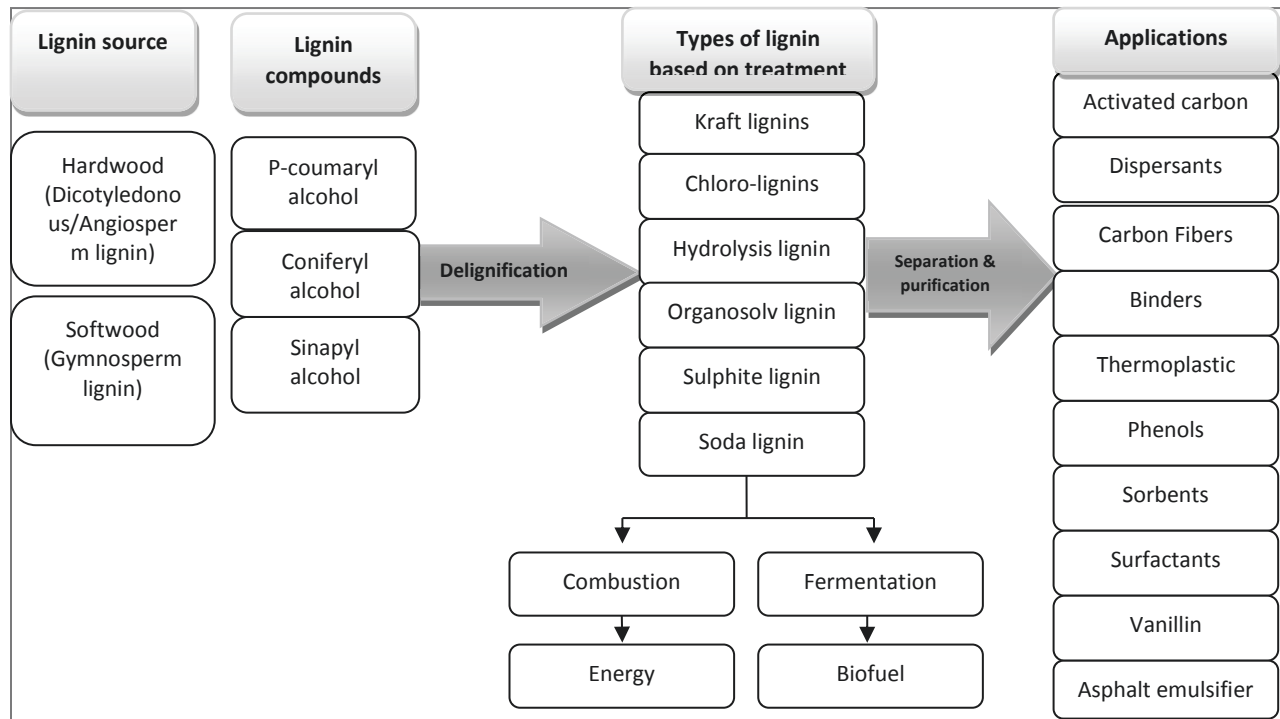 Lignin source
Hardwood
(Dicotyledono
us/Angiosper
m lignin)
Softwood
(Gymnosperm
lignin)
Lignin
compounds
P-coumaryl
alcohol
Coniferyl
alcohol
Sinapyl
alcohol
Delignification
Types of lignin
based on treatment
Kraft lignins
Chloro-lignins
Hydrolysis lignin
Organosolv lignin
Sulphite lignin
Soda lignin
Combustion
Fermentation
Energy
Biofuel
Separation &
purification
Applications
Activated carbon
Dispersants
Carbon Fibers
Binders
Thermoplastic
Phenols
Sorbents
Surfactants
Vanillin
Asphalt emulsifier